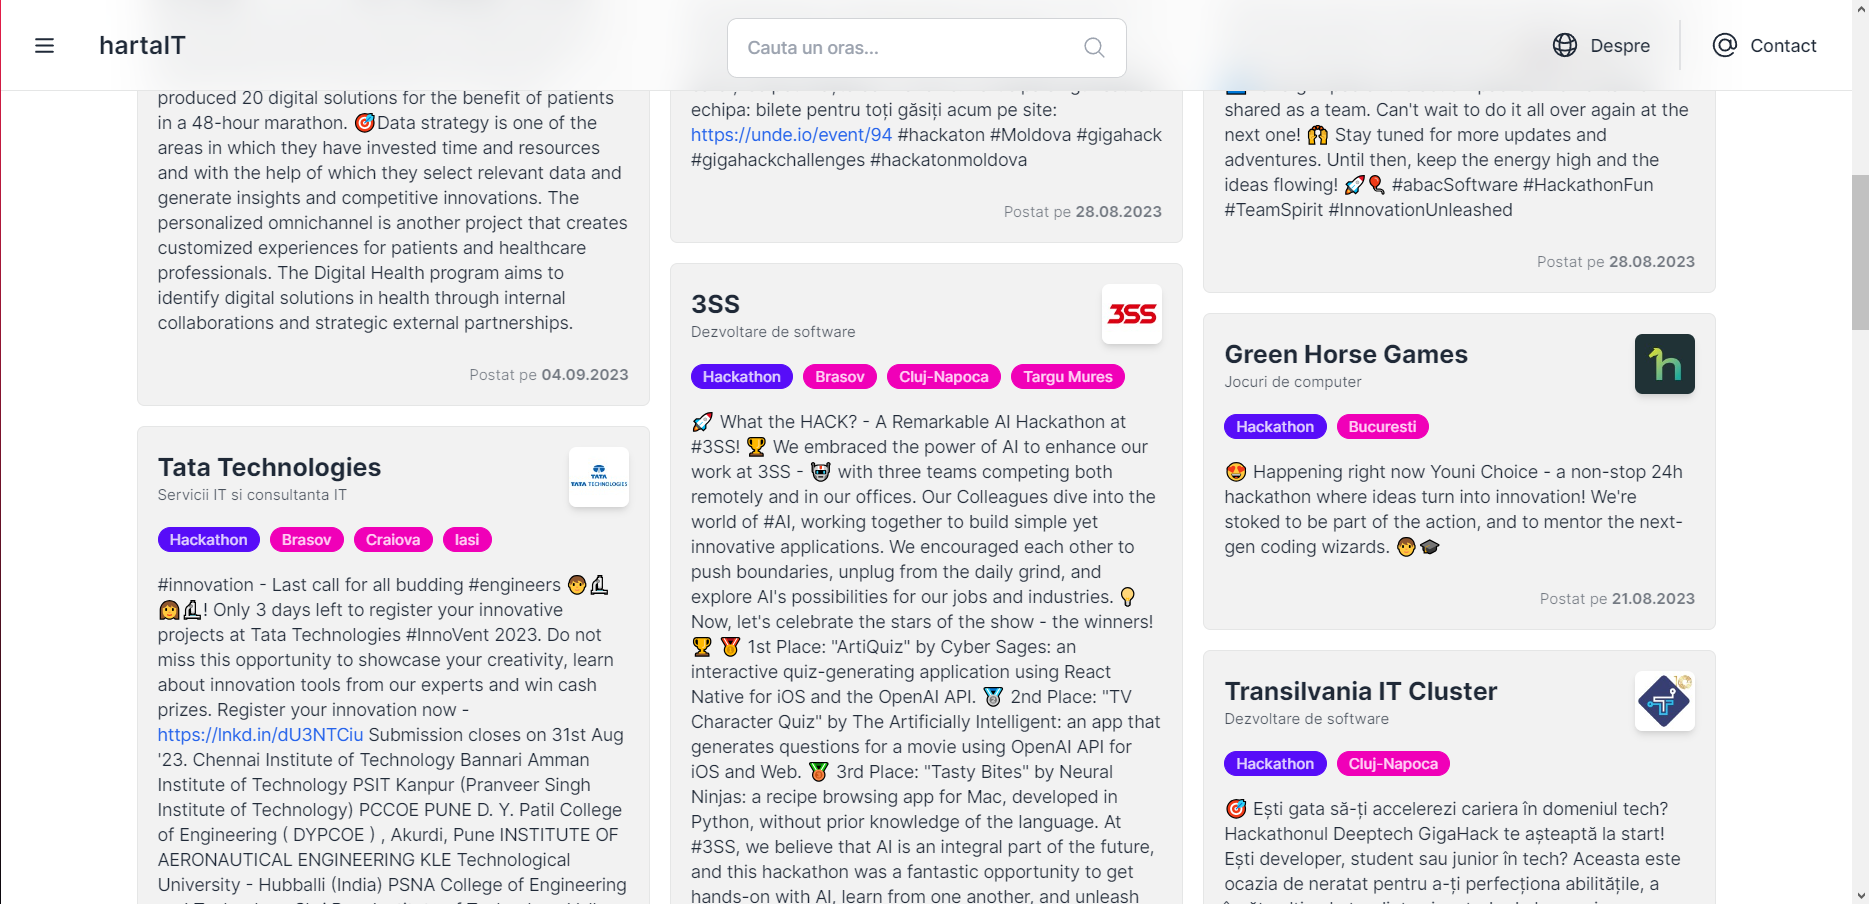 hartaIT
Cauta un oras...
Despre
Contact
produced 20 digital solutions for the benefit of patients
in a 48-hour marathon. 🎯Data strategy is one of the
areas in which they have invested time and resources
and with the help of which they select relevant data and
generate insights and competitive innovations. The
personalized omnichannel is another project that creates
customized experiences for patients and healthcare
professionals. The Digital Health program aims to
identify digital solutions in health through internal
collaborations and strategic external partnerships.
Postat pe 04.09.2023
Tata Technologies
Servicii IT si consultanta IT
TATA
TATA TECHNOLOGIES
Hackathon Brasov Craiova Iasi
#innovation - Last call for all budding #engineers 👨‍🔬
👩‍🔬! Only 3 days left to register your innovative
projects at Tata Technologies #InnoVent 2023. Do not
miss this opportunity to showcase your creativity, learn
about innovation tools from our experts and win cash
prizes. Register your innovation now -
https://lnkd.in/dU3NTCiu Submission closes on 31st Aug
'23. Chennai Institute of Technology Bannari Amman
Institute of Technology PSIT Kanpur (Pranveer Singh
Institute of Technology) PCCOE PUNE D. Y. Patil College
of Engineering ( DYPCOE ) , Akurdi, Pune INSTITUTE OF
AERONAUTICAL ENGINEERING KLE Technological
University - Hubballi (India) PSNA College of Engineering
echipa: bilete pentru toți găsiți acum pe site:
https://unde.io/event/94 #hackaton #Moldova #gigahack
#gigahackchallenges #hackatonmoldova
Postat pe 28.08.2023
3SS
Dezvoltare de software
3SS
Hackathon Brasov Cluj-Napoca Targu Mures
🚀 What the HACK? - A Remarkable AI Hackathon at
#3SS! 🏆 We embraced the power of AI to enhance our
work at 3SS - 🤖 with three teams competing both
remotely and in our offices. Our Colleagues dive into the
world of #AI, working together to build simple yet
innovative applications. We encouraged each other to
push boundaries, unplug from the daily grind, and
explore AI's possibilities for our jobs and industries. 💡
Now, let's celebrate the stars of the show - the winners!
🏆 🥇 1st Place: "ArtiQuiz" by Cyber Sages: an
interactive quiz-generating application using React
Native for iOS and the OpenAI API. 🥈 2nd Place: "TV
Character Quiz" by The Artificially Intelligent: an app that
generates questions for a movie using OpenAI API for
iOS and Web. 🥉 3rd Place: "Tasty Bites" by Neural
Ninjas: a recipe browsing app for Mac, developed in
Python, without prior knowledge of the language. At
#3SS, we believe that AI is an integral part of the future,
and this hackathon was a fantastic opportunity to get
hands-on with AI, learn from one another, and unleash
shared as a team. Can't wait to do it all over again at the
next one! 🙌 Stay tuned for more updates and
adventures. Until then, keep the energy high and the
ideas flowing! 🚀🎈 #abacSoftware #HackathonFun
#TeamSpirit #InnovationUnleashed
Postat pe 28.08.2023
Green Horse Games
Jocuri de computer
Hackathon Bucuresti
😍 Happening right now Youni Choice - a non-stop 24h
hackathon where ideas turn into innovation! We're
stoked to be part of the action, and to mentor the next-
gen coding wizards. 👨‍🎓
Postat pe 21.08.2023
Transilvania IT Cluster
Dezvoltare de software
Hackathon Cluj-Napoca
🎯 Ești gata să-ți accelerezi cariera în domeniul tech?
Hackathonul Deeptech GigaHack te așteaptă la start!
Ești developer, student sau junior în tech? Aceasta este
ocazia de neratat pentru a-ți perfecționa abilitățile, a